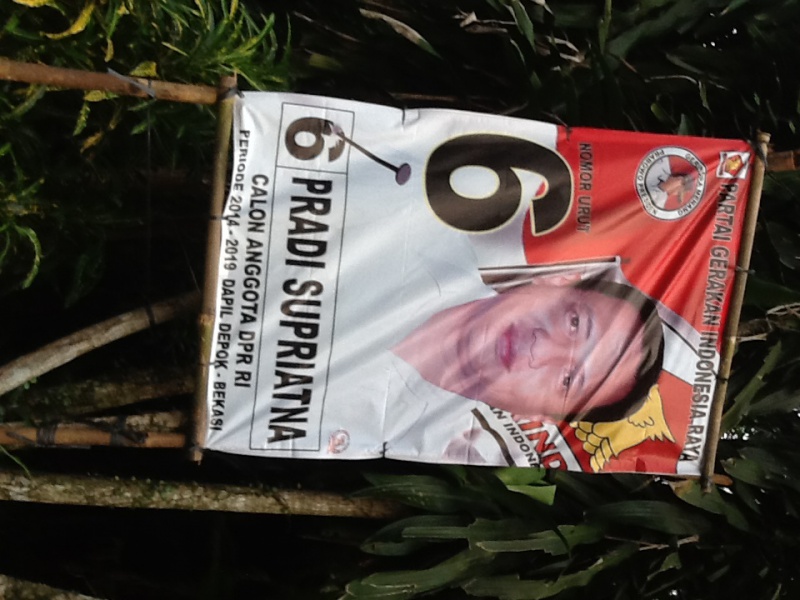 PARTAI GERAKAN INDONESIA RAYA
NOMOR URUT
6
6 PRADI SUPRIATNA
CALON ANGGOTA DPR RI
PERIODE 2014 - 2019 DAPIL DEPOK - BEKASI